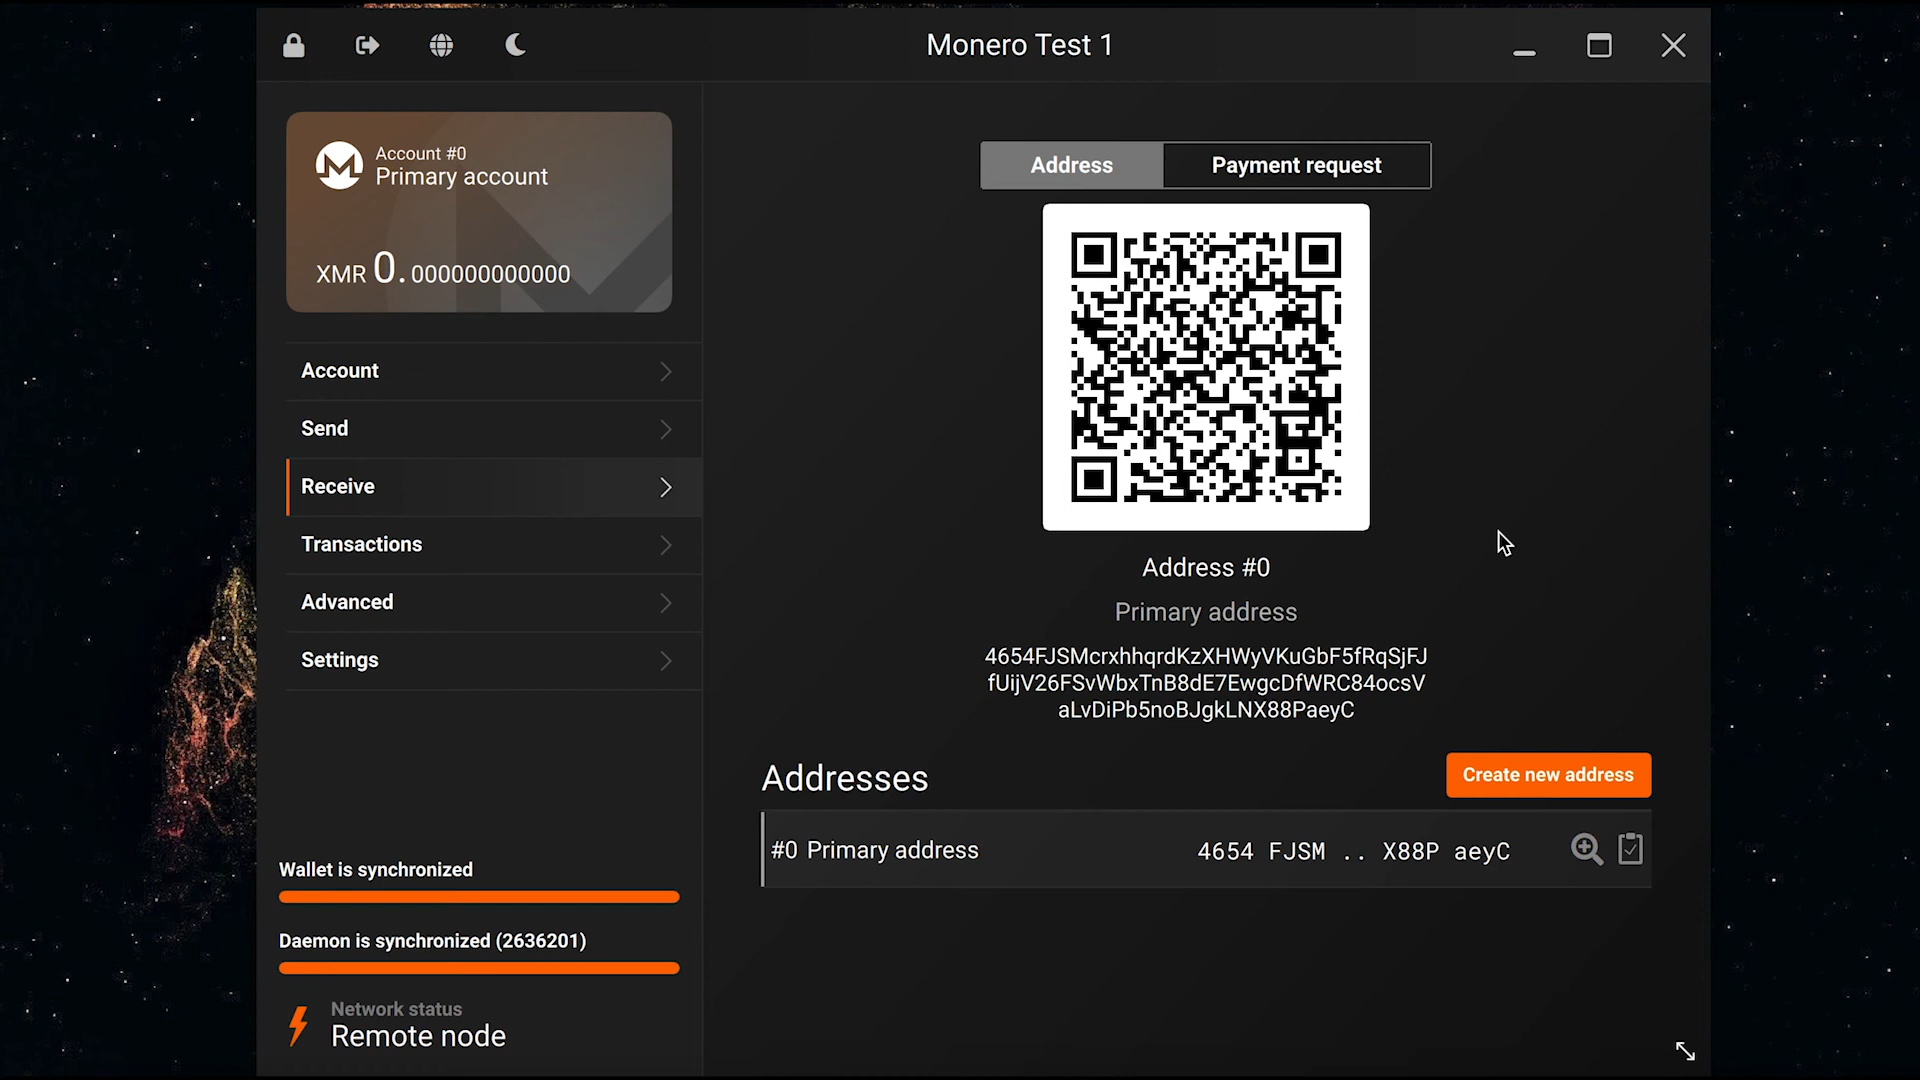 Monero Test 1
Account #0
Primary account
XMR 0.000000000000
Account
Send
Receive
Transactions
Advanced
Settings
Wallet is synchronized
Daemon is synchronized (2636201)
Network status
Remote node
Address
Payment request
Address #0
Primary address
4654FJSMcrxhhqrdKzXHWyVKuGbF5fRqSjFJ
fUijV26FSvWbxTnB8dE7EwgcDfWRC84ocsV
aLvDiPb5noBJgkLNX88PaeyC
Addresses
Create new address
#0 Primary address
4654 FJSM .. X88P aeyC